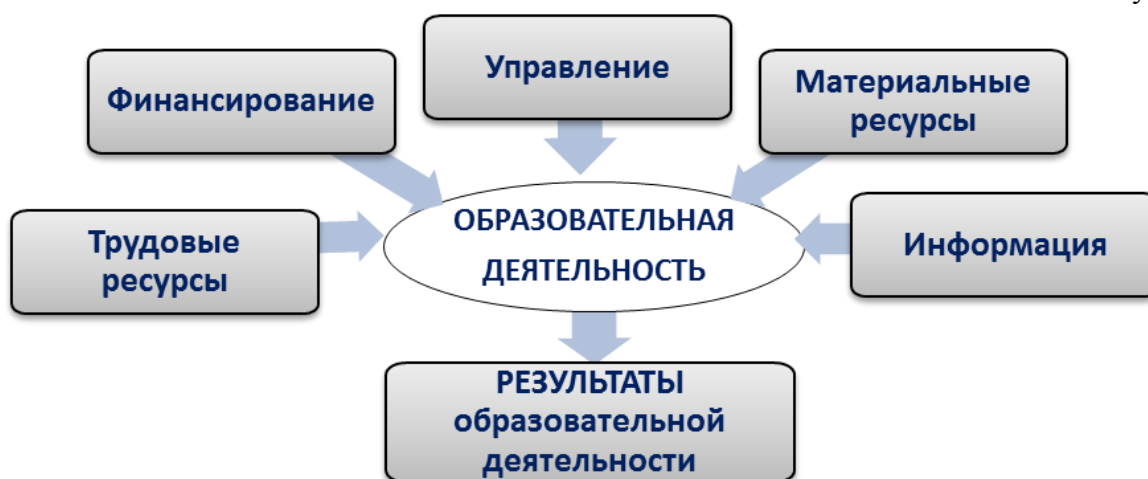 Управление
Финансирование
Материальные
ресурсы
Трудовые
ресурсы
ОБРАЗОВАТЕЛЬНАЯ
ДЕЯТЕЛЬНОСТЬ
Информация
РЕЗУЛЬТАТЫ
образовательной
деятельности